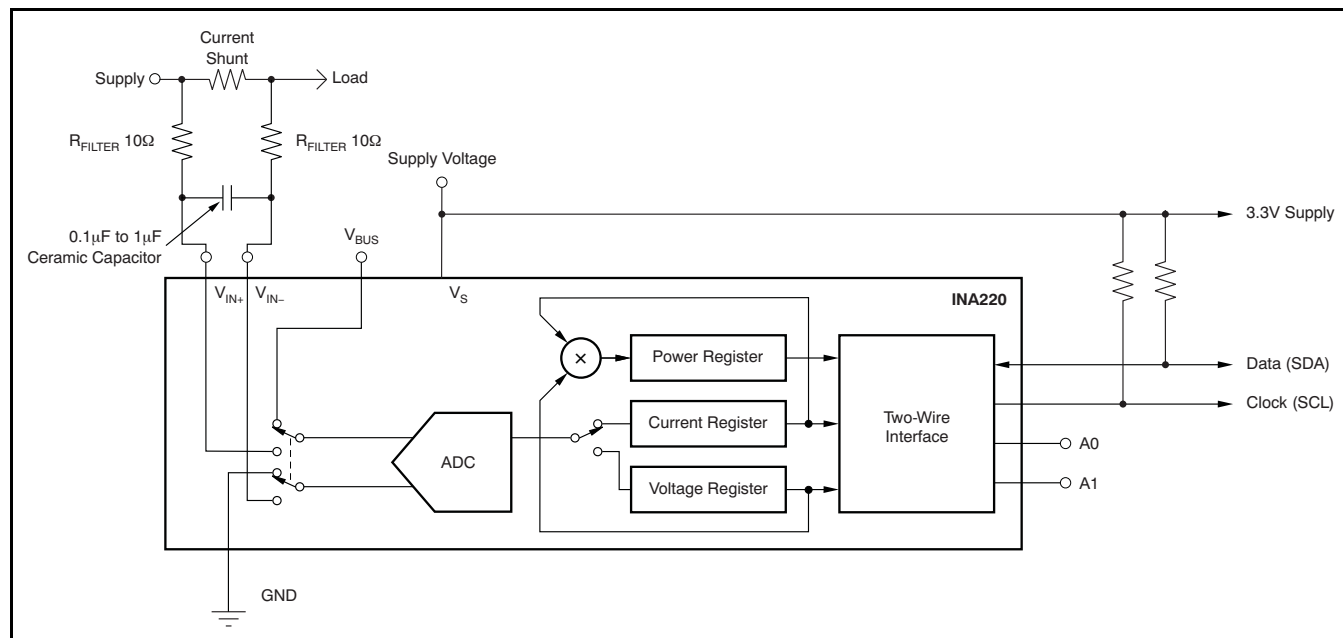 Current
Shunt
Supply
Load
R_FILTER 10Ω
R_FILTER 10Ω
Supply Voltage
0.1μF to 1μF
Ceramic Capacitor
V_BUS
3.3V Supply
V_IN+
V_IN–
V_S
INA220
×
Power Register
Data (SDA)
Clock (SCL)
Current Register
Two-Wire
Interface
ADC
A0
Voltage Register
A1
GND